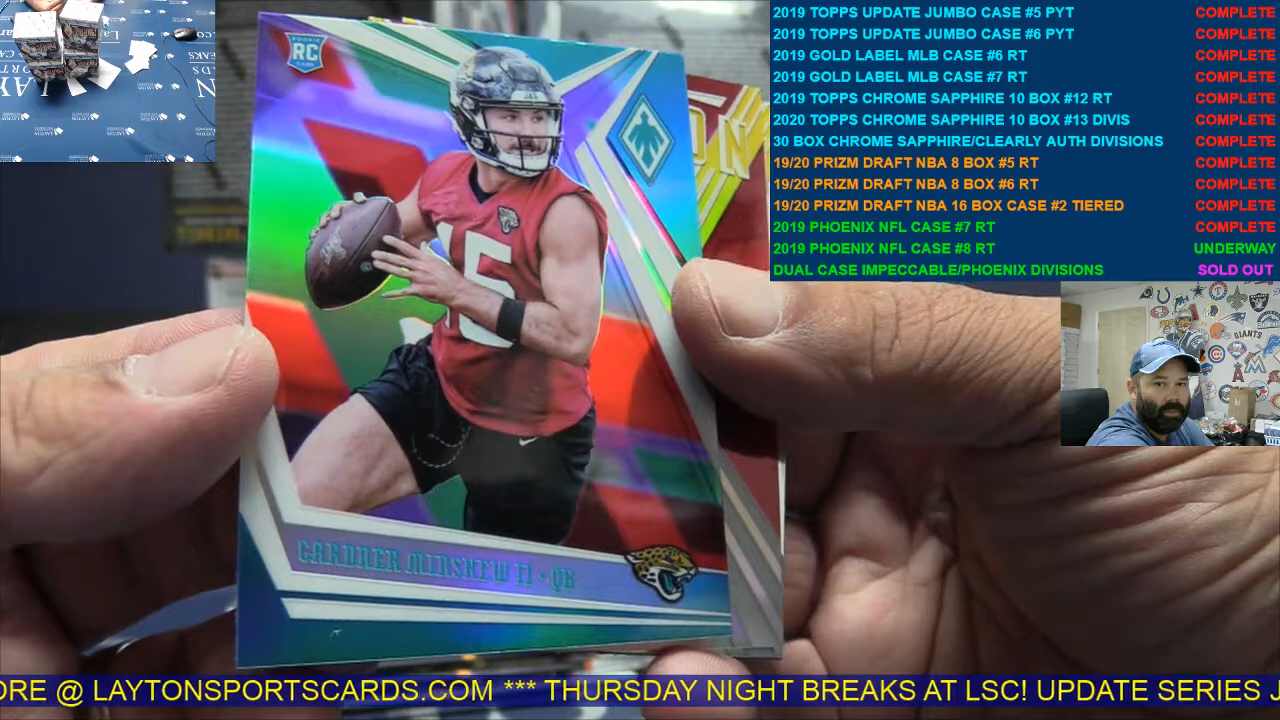 2019 TOPPS UPDATE JUMBO CASE #5 PYT COMPLETE
2019 TOPPS UPDATE JUMBO CASE #6 PYT COMPLETE
2019 GOLD LABEL MLB CASE #6 RT COMPLETE
2019 GOLD LABEL MLB CASE #7 RT COMPLETE
2019 TOPPS CHROME SAPPHIRE 10 BOX #12 RT COMPLETE
2020 TOPPS CHROME SAPPHIRE 10 BOX #13 DIVIS COMPLETE
30 BOX CHROME SAPPHIRE/CLEARLY AUTH DIVISIONS COMPLETE
19/20 PRIZM DRAFT NBA 8 BOX #5 RT COMPLETE
19/20 PRIZM DRAFT NBA 8 BOX #6 RT COMPLETE
19/20 PRIZM DRAFT NBA 16 BOX CASE #2 TIERED COMPLETE
2019 PHOENIX NFL CASE #7 RT COMPLETE
2019 PHOENIX NFL CASE #8 RT UNDERWAY
DUAL CASE IMPECCABLE/PHOENIX DIVISIONS SOLD OUT
RC
15
GARDNER MINSHEW II • QB
GIANTS
ORE @ LAYTONSPORTSCARDS.COM *** THURSDAY NIGHT BREAKS AT LSC! UPDATE SERIES J